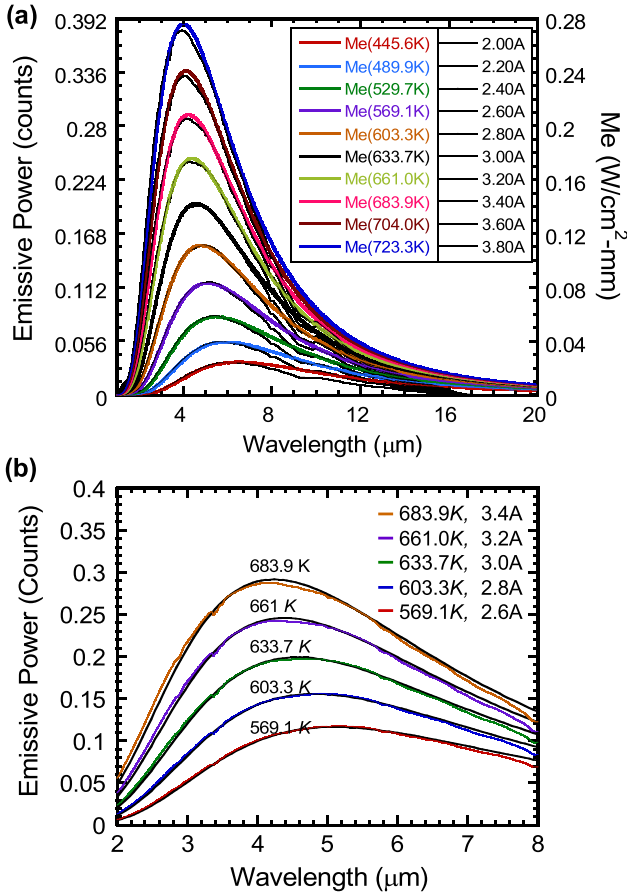 (a)
Emissive Power (counts)
0.392
0.336
0.28
0.224
0.168
0.112
0.056
0
0.28
0.24
0.2
0.16
0.12
0.08
0.04
0
Me (W/cm²-mm)
Me(445.6K) 2.00A
Me(489.9K) 2.20A
Me(529.7K) 2.40A
Me(569.1K) 2.60A
Me(603.3K) 2.80A
Me(633.7K) 3.00A
Me(661.0K) 3.20A
Me(683.9K) 3.40A
Me(704.0K) 3.60A
Me(723.3K) 3.80A
4 8 12 16 20
Wavelength (μm)
(b)
Emissive Power (Counts)
0.4
0.35
0.3
0.25
0.2
0.15
0.1
0.05
0
683.9K, 3.4A
661.0K, 3.2A
633.7K, 3.0A
603.3K, 2.8A
569.1K, 2.6A
683.9 K
661 K
633.7 K
603.3 K
569.1 K
2 3 4 5 6 7 8
Wavelength (μm)